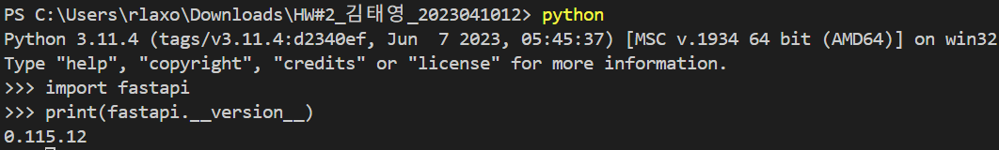 PS C:\Users\rlaxo\Downloads\HW#2_김태영_2023041012> python
Python 3.11.4 (tags/v3.11.4:d2340ef, Jun  7 2023, 05:45:37) [MSC v.1934 64 bit (AMD64)] on win32
Type "help", "copyright", "credits" or "license" for more information.
>>> import fastapi
>>> print(fastapi.__version__)
0.115.12